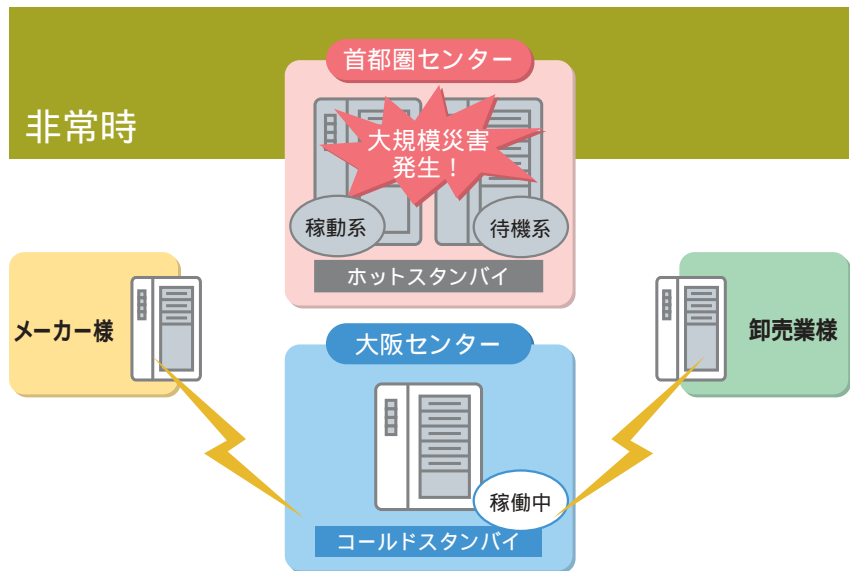 首都圏センター
非常時
大規模災害
発生！
稼動系
待機系
ホットスタンバイ
メーカー様
卸売業様
大阪センター
稼働中
コールドスタンバイ